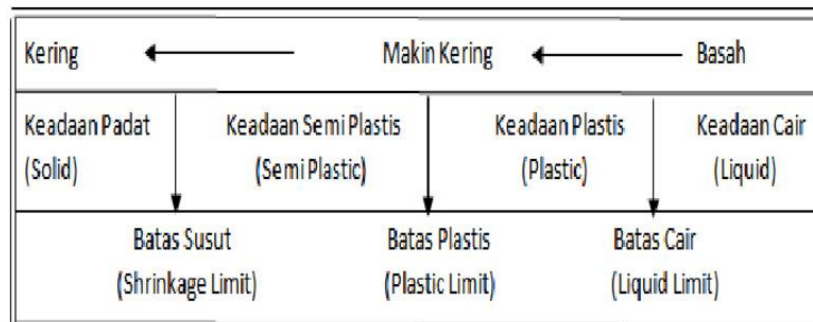 Kering Makin Kering Basah
Keadaan Padat Keadaan Semi Plastis Keadaan Plastis Keadaan Cair
(Solid) (Semi Plastic) (Plastic) (Liquid)
Batas Susut Batas Plastis Batas Cair
(Shrinkage Limit) (Plastic Limit) (Liquid Limit)